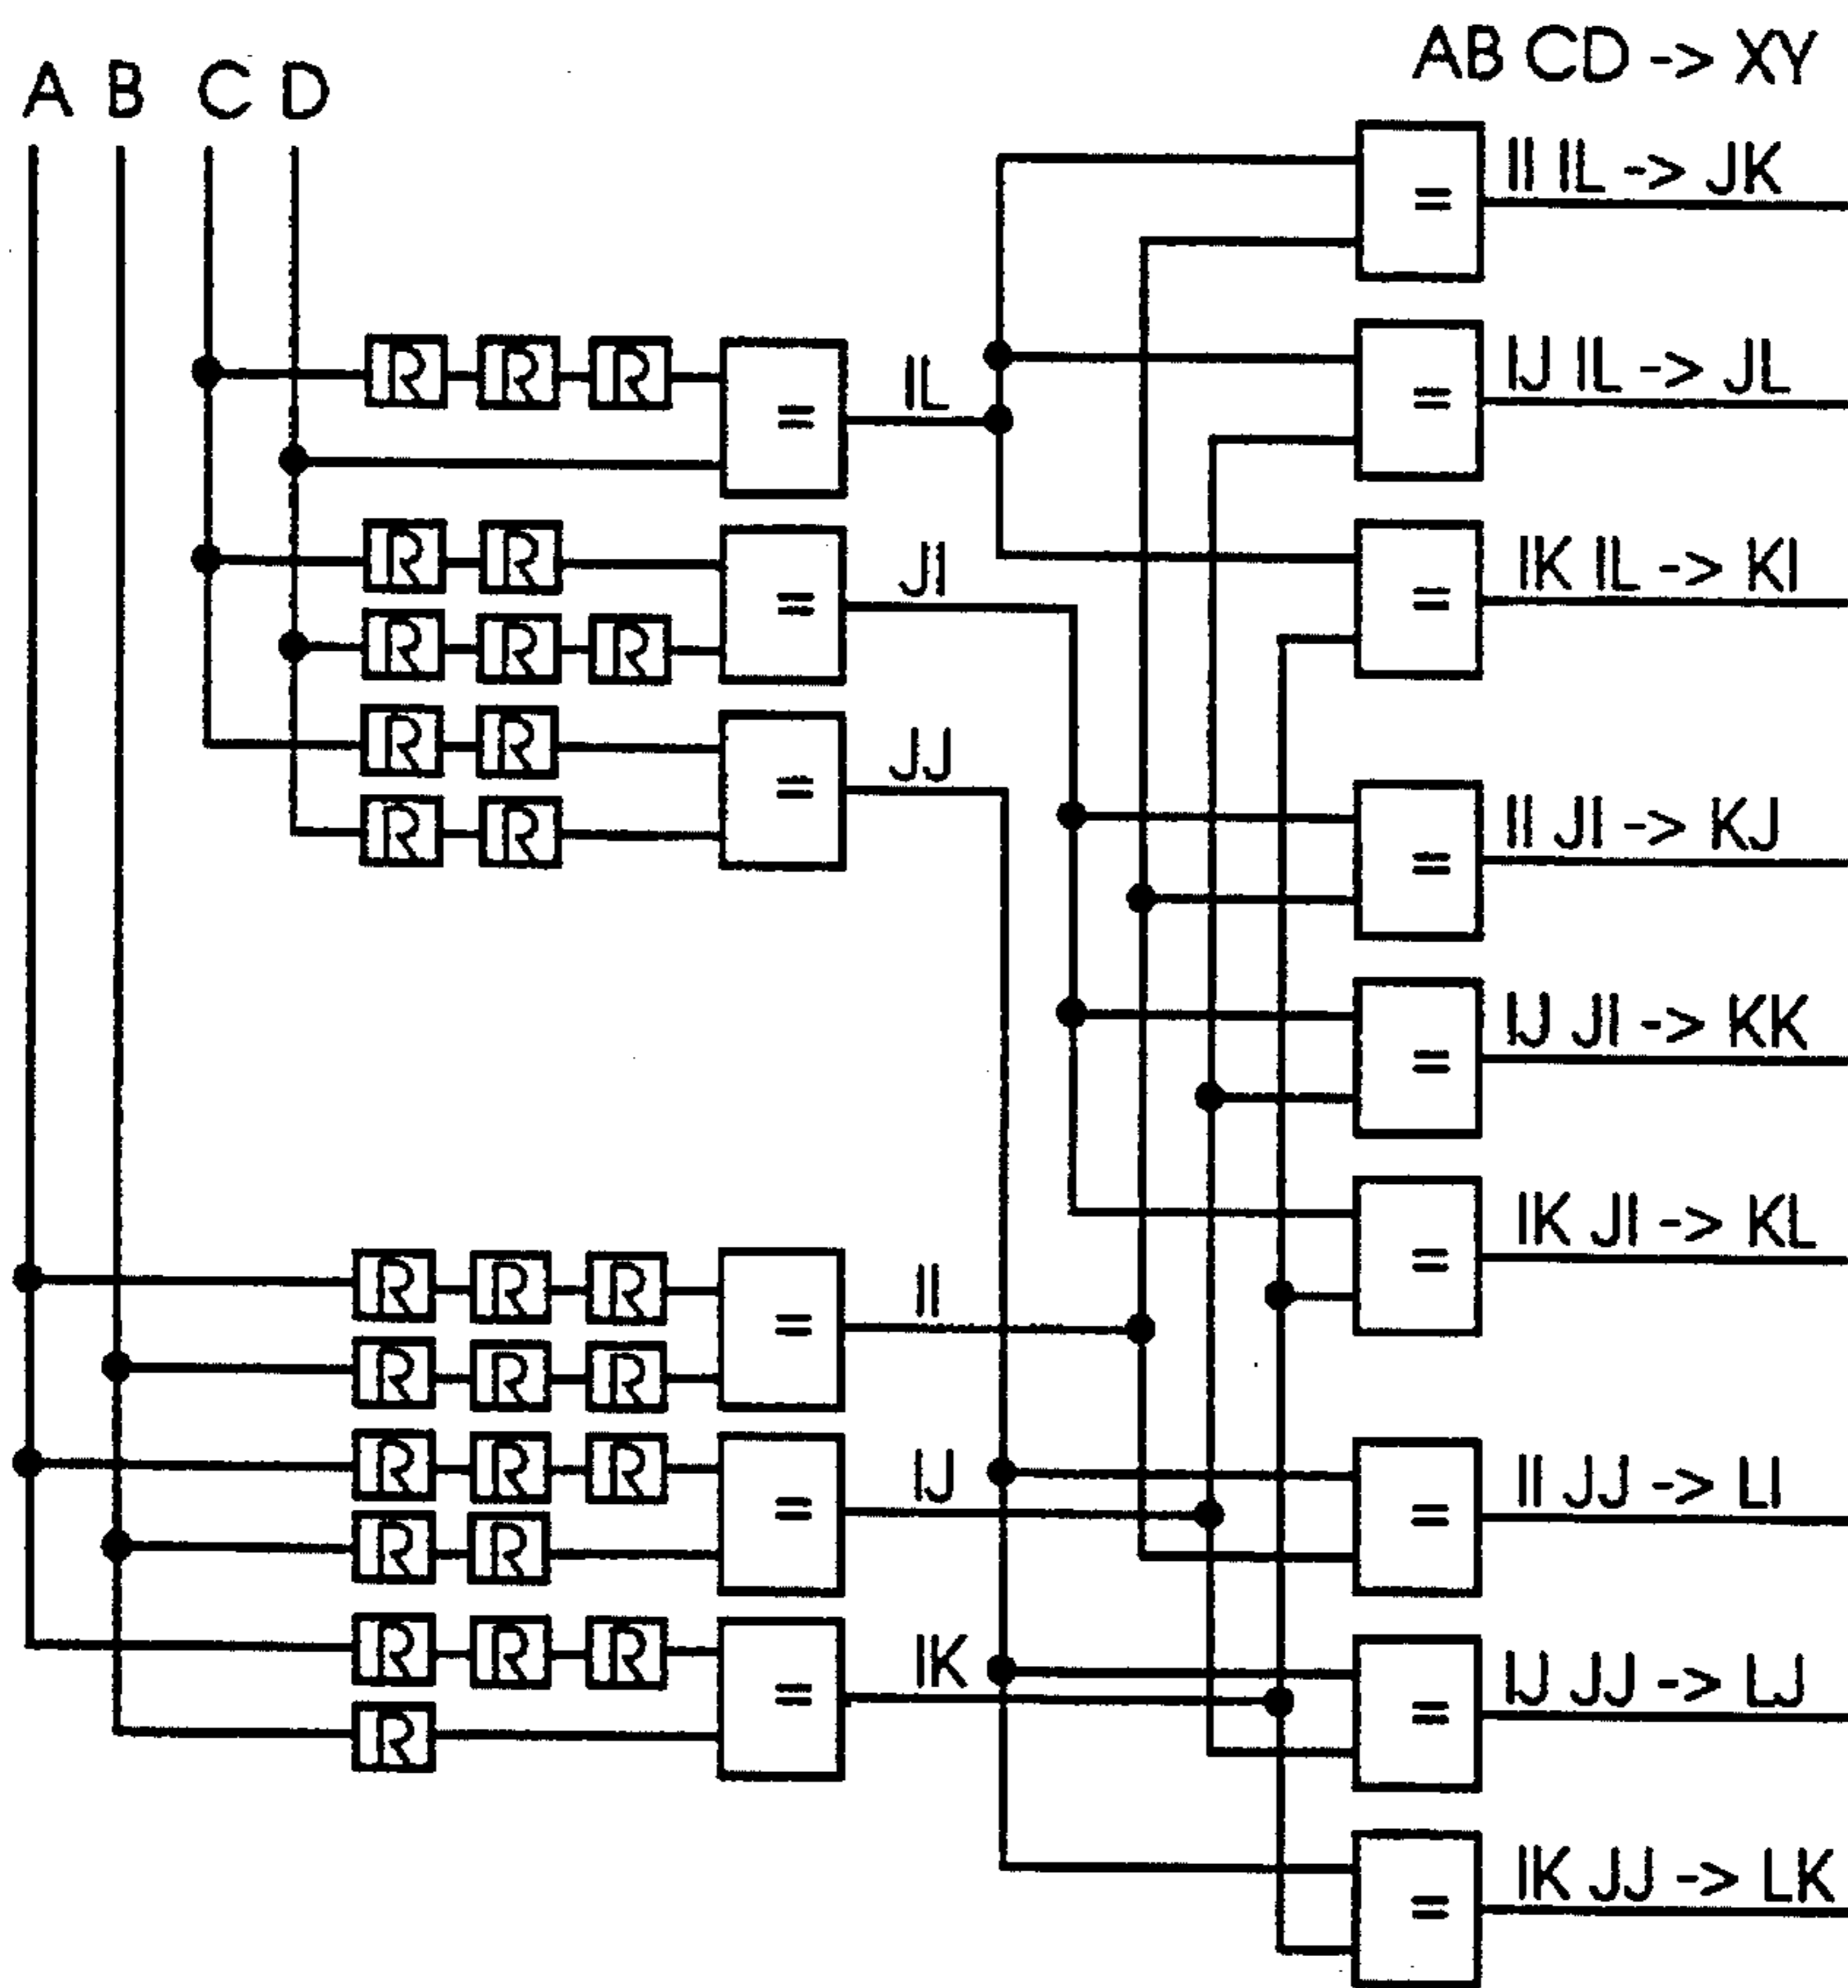 A B C D
AB CD -> XY
II IL -> JK
=
R R R
IL
IJ IL -> JL
=
=
R R
JI
IK IL -> KI
=
=
R R R
R R
JJ
=
R R
II JI -> KJ
=
IJ JI -> KK
=
IK JI -> KL
=
R R R
II
=
R R R
R R R
IJ
II JJ -> LI
=
=
R R
R R R
IK
IJ JJ -> LJ
=
=
R
IK JJ -> LK
=